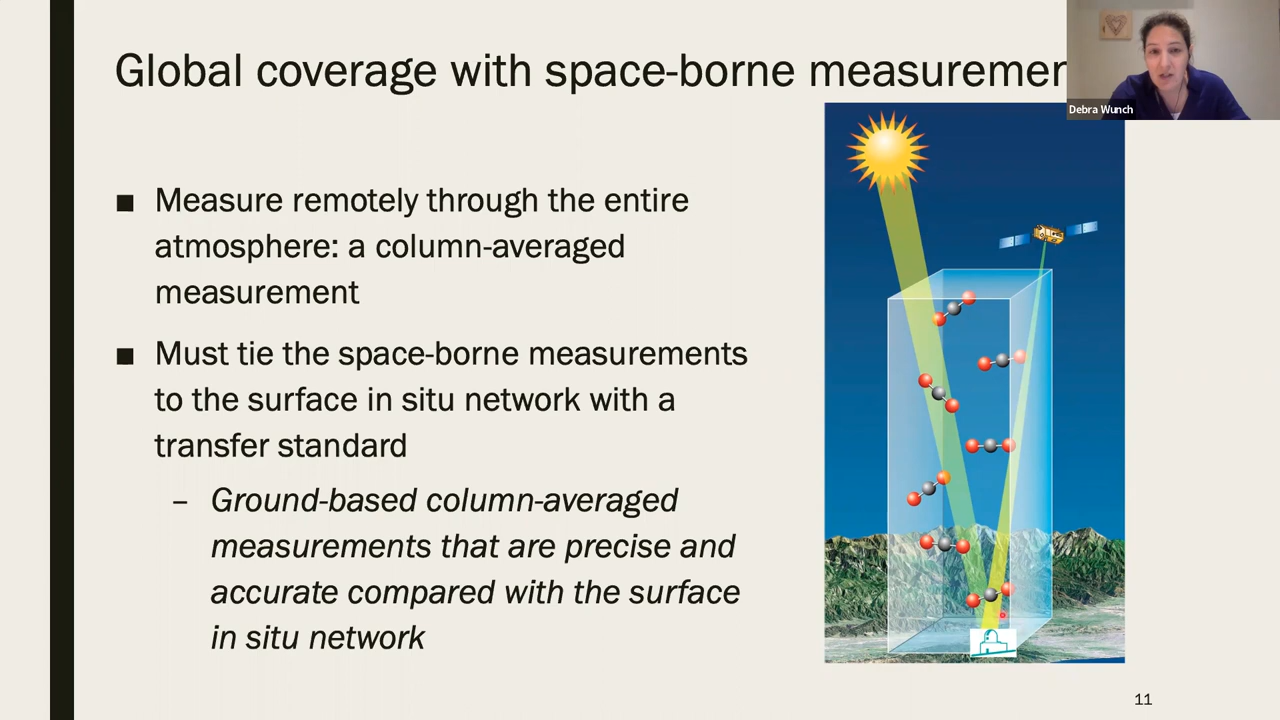 Global coverage with space-borne measuremen
Debra Wunch
■ Measure remotely through the entire
atmosphere: a column-averaged
measurement
■ Must tie the space-borne measurements
to the surface in situ network with a
transfer standard
– Ground-based column-averaged
measurements that are precise and
accurate compared with the surface
in situ network
11